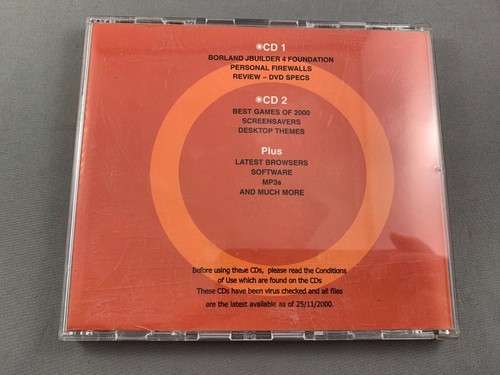 CD 1
BORLAND JBUILDER 4 FOUNDATION
PERSONAL FIREWALLS
REVIEW – DVD SPECS
CD 2
BEST GAMES OF 2000
SCREENSAVERS
DESKTOP THEMES
Plus
LATEST BROWSERS
SOFTWARE
MP3s
AND MUCH MORE
Before using these CDs, please read the Conditions
of Use which are found on the CDs
These CDs have been virus checked and all files
are the latest available as of 25/11/2000.